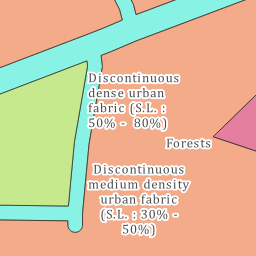 Discontinuous
dense urban
fabric (S.L. :
50% -  80%)
Forests
Discontinuous
medium density
urban fabric
(S.L. : 30% -
50%)